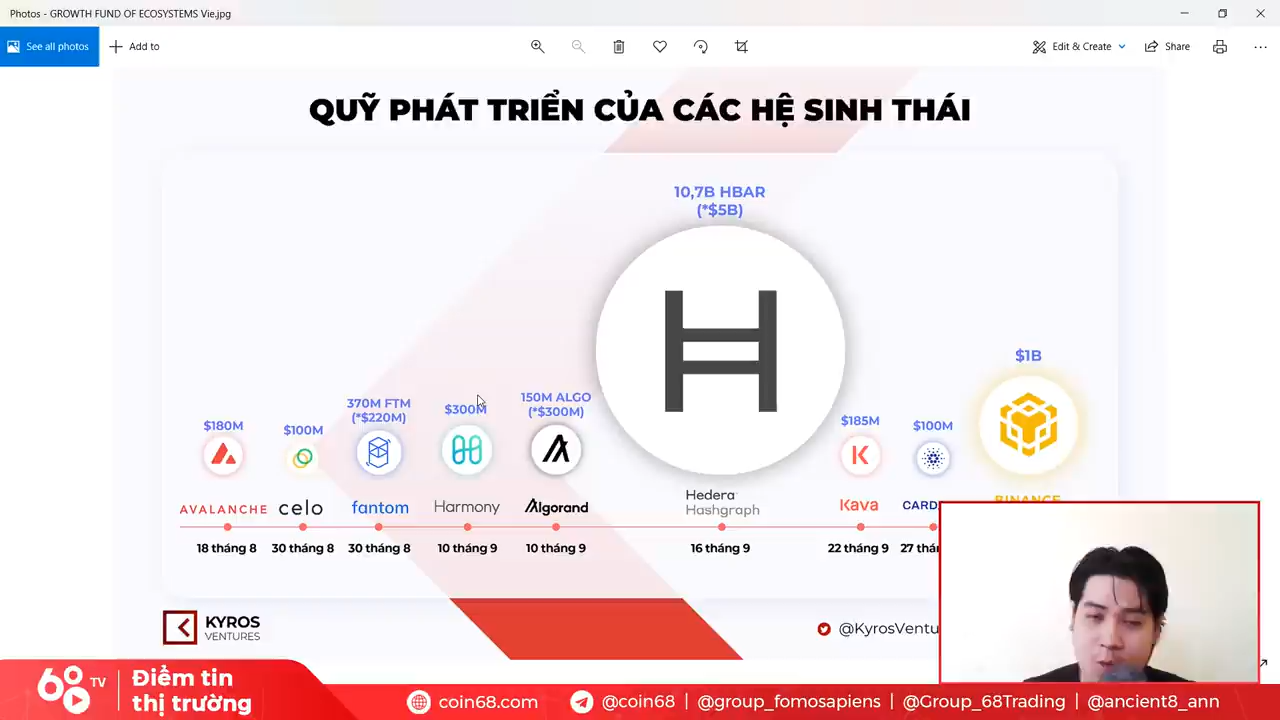 Photos - GROWTH FUND OF ECOSYSTEMS Vie.jpg
See all photos
Add to
Edit & Create
Share
QUỸ PHÁT TRIỂN CỦA CÁC HỆ SINH THÁI
10,7B HBAR
(*$5B)
$1B
370M FTM
(*$220M)
150M ALGO
(*$300M)
$300M
$180M
$100M
$185M
$100M
AVALANCHE
celo
fantom
Harmony
Algorand
Hedera
Hashgraph
Kava
BINANCE
18 tháng 8
30 tháng 8
30 tháng 8
10 tháng 9
10 tháng 9
16 tháng 9
22 tháng 9
KYROS
VENTURES
68 TV
Điểm tin
thị trường
coin68.com
@coin68 | @group_fomosapiens | @Group_68Trading | @ancient8_ann